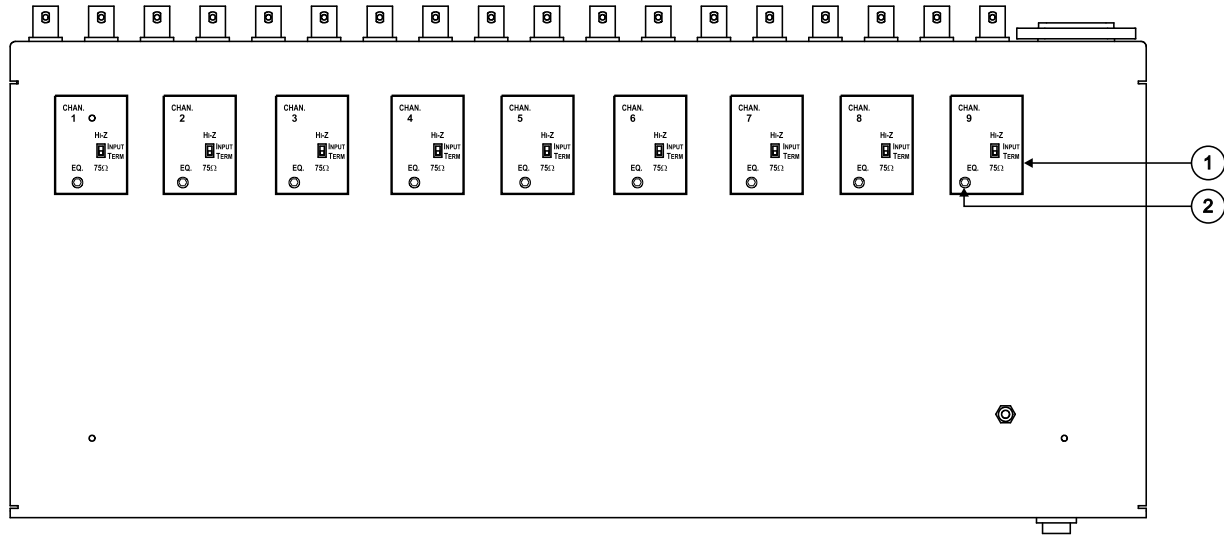 CHAN.
1
HI-Z
INPUT
TERM
EQ. 75Ω
CHAN.
2
HI-Z
INPUT
TERM
EQ. 75Ω
CHAN.
3
HI-Z
INPUT
TERM
EQ. 75Ω
CHAN.
4
HI-Z
INPUT
TERM
EQ. 75Ω
CHAN.
5
HI-Z
INPUT
TERM
EQ. 75Ω
CHAN.
6
HI-Z
INPUT
TERM
EQ. 75Ω
CHAN.
7
HI-Z
INPUT
TERM
EQ. 75Ω
CHAN.
8
HI-Z
INPUT
TERM
EQ. 75Ω
CHAN.
9
HI-Z
INPUT
TERM
EQ. 75Ω
1
2